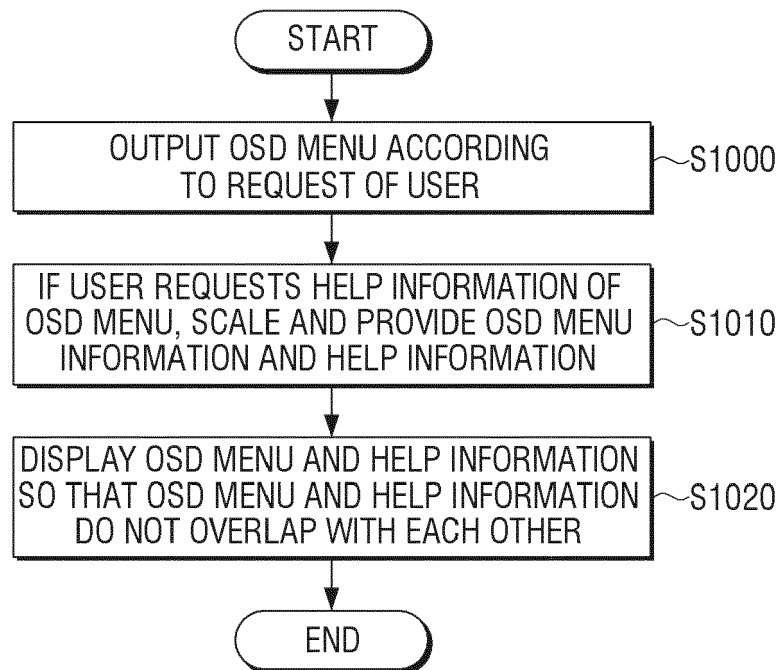 START
OUTPUT OSD MENU ACCORDING
TO REQUEST OF USER
S1000
IF USER REQUESTS HELP INFORMATION OF
OSD MENU, SCALE AND PROVIDE OSD MENU
INFORMATION AND HELP INFORMATION
S1010
DISPLAY OSD MENU AND HELP INFORMATION
SO THAT OSD MENU AND HELP INFORMATION
DO NOT OVERLAP WITH EACH OTHER
S1020
END